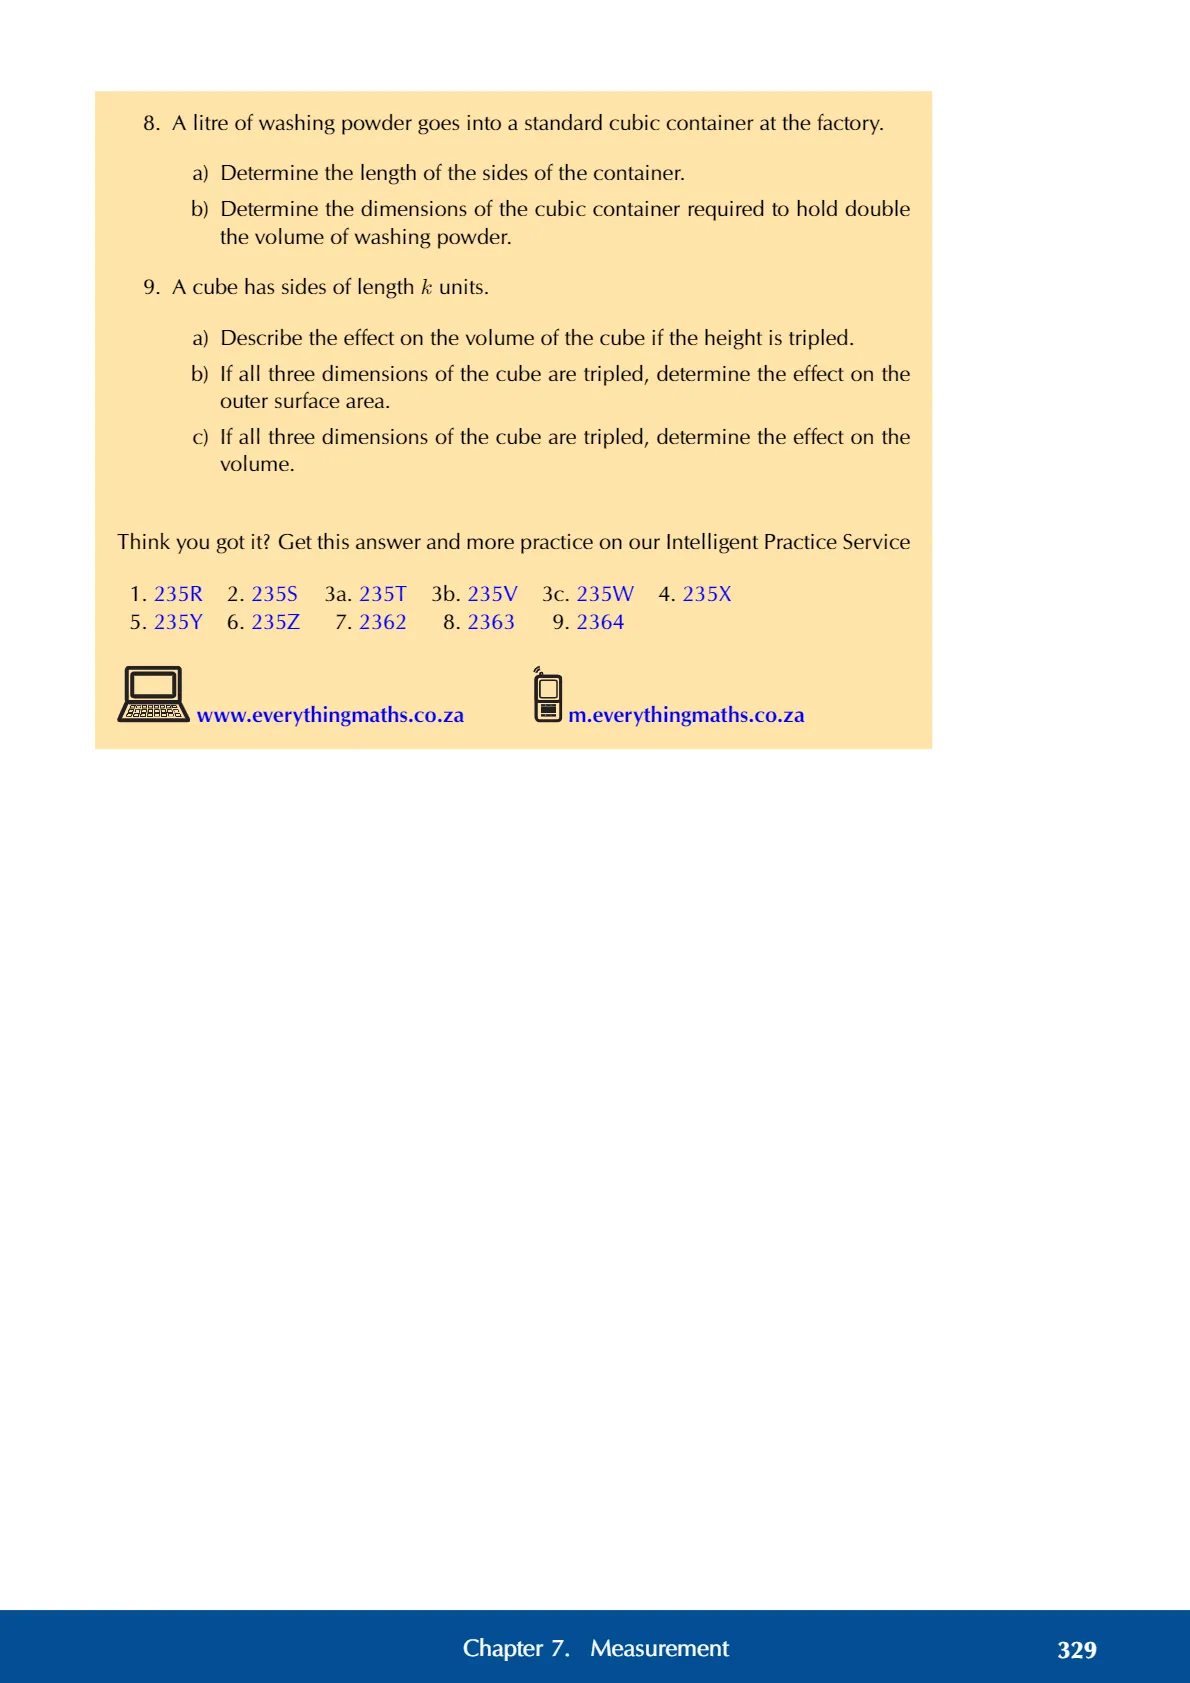 8. A litre of washing powder goes into a standard cubic container at the factory.
a) Determine the length of the sides of the container.
b) Determine the dimensions of the cubic container required to hold double
the volume of washing powder.
9. A cube has sides of length k units.
a) Describe the effect on the volume of the cube if the height is tripled.
b) If all three dimensions of the cube are tripled, determine the effect on the
outer surface area.
c) If all three dimensions of the cube are tripled, determine the effect on the
volume.
Think you got it? Get this answer and more practice on our Intelligent Practice Service
1. 235R 2. 235S 3a. 235T 3b. 235V 3c. 235W 4. 235X
5. 235Y 6. 235Z 7. 2362 8. 2363 9. 2364
www.everythingmaths.co.za m.everythingmaths.co.za
Chapter 7. Measurement 329